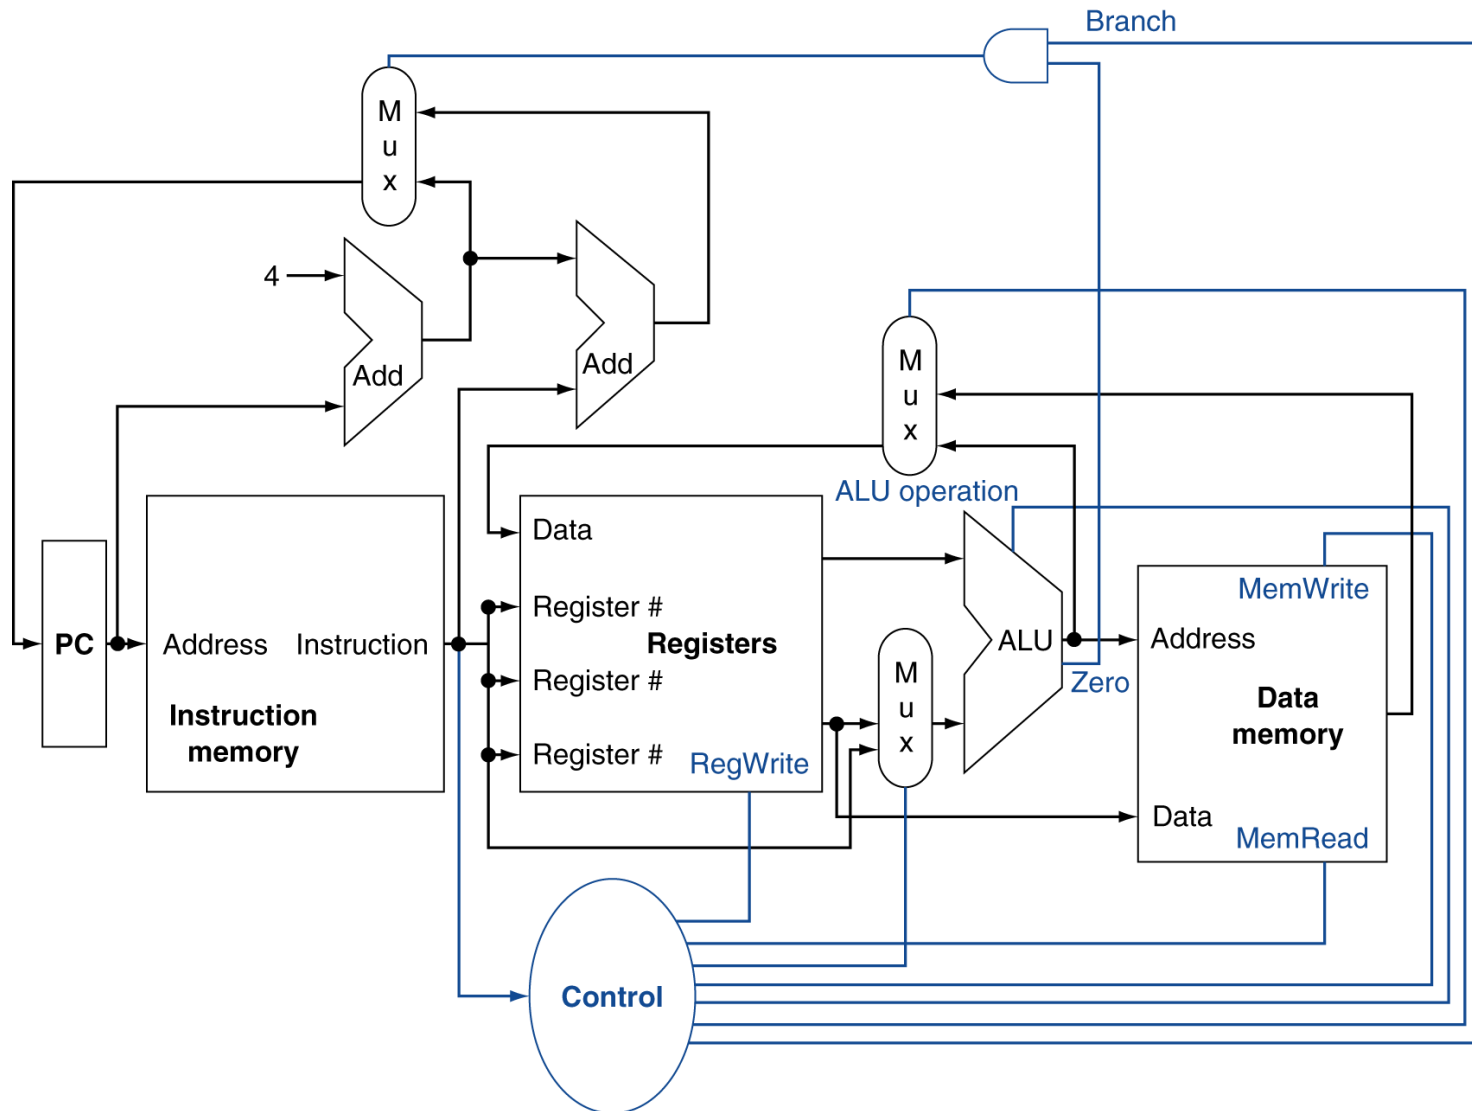 Branch
M
u
x
4
Add
Add
M
u
x
ALU operation
Data
Register #
Registers
Register #
Register #
RegWrite
PC
Address
Instruction
Instruction
memory
M
u
x
ALU
Zero
MemWrite
Address
Data
memory
Data
MemRead
Control